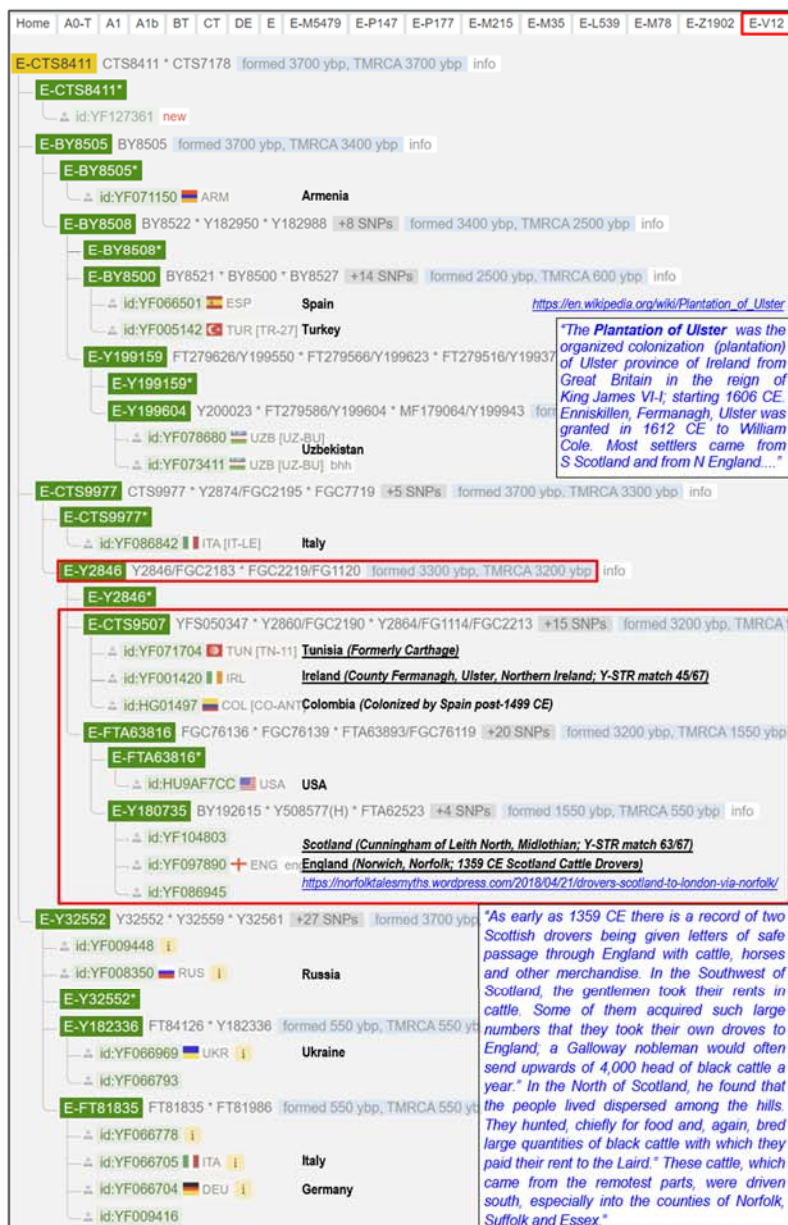 Home A0-T A1 A1b BT CT DE E E-M5479 E-P147 E-P177 E-M215 E-M35 E-L539 E-M78 E-Z1902 E-V12
E-CTS8411 CTS8411 * CTS7178 formed 3700 ybp, TMRCA 3700 ybp info
E-CTS8411*
id:YF127361 new
E-BY8505 BY8505 formed 3700 ybp, TMRCA 3400 ybp info
E-BY8505*
id:YF071150 ARM Armenia
E-BY8508 BY8522 * Y182950 * Y182988 +8 SNPs formed 3400 ybp, TMRCA 2500 ybp info
E-BY8508*
E-BY8500 BY8521 * BY8500 * BY8527 +14 SNPs formed 2500 ybp, TMRCA 600 ybp info
id:YF066501 ESP Spain
https://en.wikipedia.org/wiki/Plantation_of_Ulster
id:YF005142 TUR [TR-27] Turkey
E-Y199159 FT279626/Y199550 * FT279566/Y199623 * FT279516/Y19937
E-Y199159*
E-Y199604 Y200023 * FT279586/Y199604 * MF179064/Y199943
id:YF078680 UZB [UZ-BU]
Uzbekistan
id:YF073411 UZB [UZ-BU] bhh
"The Plantation of Ulster was the
organized colonization (plantation)
of Ulster province of Ireland from
Great Britain in the reign of
King James VI-I; starting 1606 CE.
Enniskillen, Fermanagh, Ulster was
granted in 1612 CE to William
Cole. Most settlers came from
S Scotland and from N England...."
E-CTS9977 CTS9977 * Y2874/FGC2195 * FGC7719 +5 SNPs formed 3700 ybp, TMRCA 3300 ybp info
E-CTS9977*
id:YF086842 ITA [IT-LE] Italy
E-Y2846 Y2846/FGC2183 * FGC2219/FG1120 formed 3300 ybp, TMRCA 3200 ybp info
E-Y2846*
E-CTS9507 YFS050347 * Y2860/FGC2190 * Y2864/FG1114/FGC2213 +15 SNPs formed 3200 ybp, TMRCA
id:YF071704 TUN [TN-11] Tunisia (Formerly Carthage)
id:YF001420 IRL Ireland (County Fermanagh, Ulster, Northern Ireland; Y-STR match 45/67)
id:HG01497 COL [CO-ANT] Colombia (Colonized by Spain post-1499 CE)
E-FTA63816 FGC76136 * FGC76139 * FTA63893/FGC76119 +20 SNPs formed 3200 ybp, TMRCA 1550 ybp
E-FTA63816*
id:HU9AF7CC USA USA
E-Y180735 BY192615 * Y508577(H) * FTA62523 +4 SNPs formed 1550 ybp, TMRCA 550 ybp info
id:YF104803 Scotland (Cunningham of Leith North, Midlothian; Y-STR match 63/67)
id:YF097890 ENG eng England (Norwich, Norfolk; 1359 CE Scotland Cattle Drovers)
id:YF086945 https://norfolktalesmyths.wordpress.com/2018/04/21/drovers-scotland-to-london-via-norfolk/
E-Y32552 Y32552 * Y32559 * Y32561 +27 SNPs formed 3700 ybp,
id:YF009448 i
id:YF008350 RUS i Russia
E-Y32552*
E-Y182336 FT84126 * Y182336 formed 550 ybp, TMRCA 550 yb
id:YF066969 UKR i Ukraine
id:YF066793
E-FT81835 FT81835 * FT81986 formed 550 ybp, TMRCA 550 yb
id:YF066778 i
id:YF066705 ITA i Italy
id:YF066704 DEU i Germany
id:YF009416
"As early as 1359 CE there is a record of two
Scottish drovers being given letters of safe
passage through England with cattle, horses
and other merchandise. In the Southwest of
Scotland, the gentlemen took their rents in
cattle. Some of them acquired such large
numbers that they took their own droves to
England; a Galloway nobleman would often
send upwards of 4,000 head of black cattle a
year." In the North of Scotland, he found that
the people lived dispersed among the hills.
They hunted, chiefly for food and, again, bred
large quantities of black cattle with which they
paid their rent to the Laird." These cattle, which
came from the remotest parts, were driven
south, especially into the counties of Norfolk,
Suffolk and Essex."